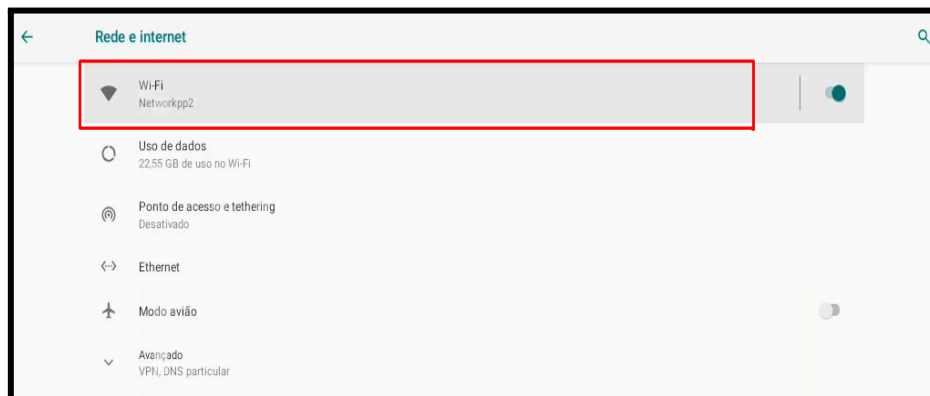 Rede e internet
Wi-Fi
Networkpp2
Uso de dados
22,55 GB de uso no Wi-Fi
Ponto de acesso e tethering
Desativado
Ethernet
Modo avião
Avançado
VPN, DNS particular